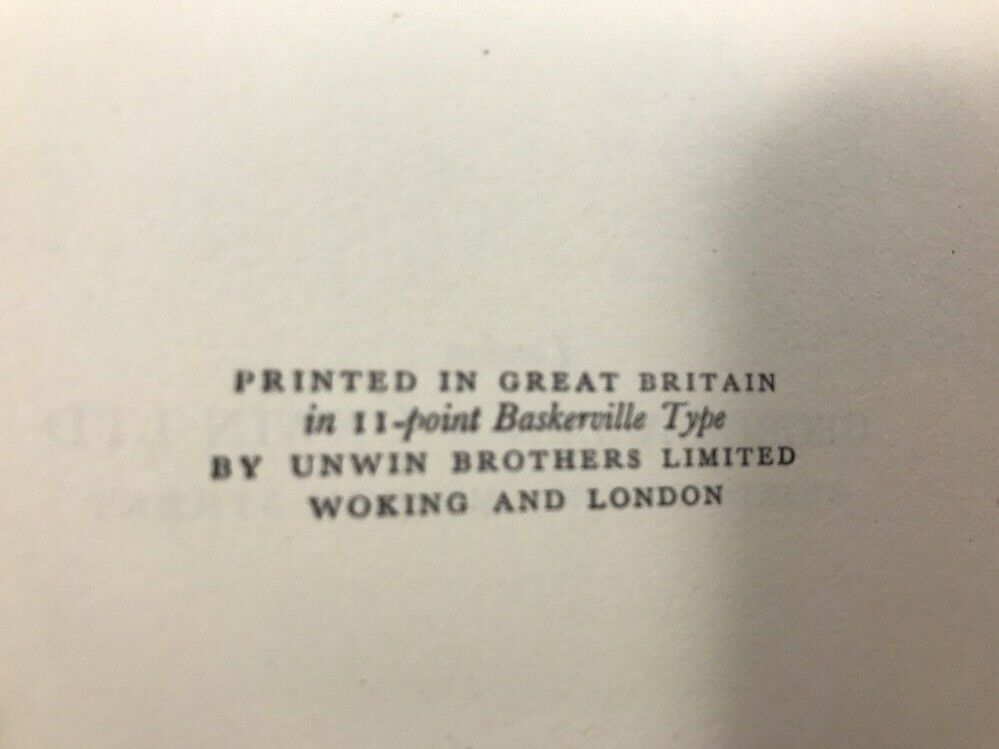 PRINTED IN GREAT BRITAIN
in 11-point Baskerville Type
BY UNWIN BROTHERS LIMITED
WOKING AND LONDON